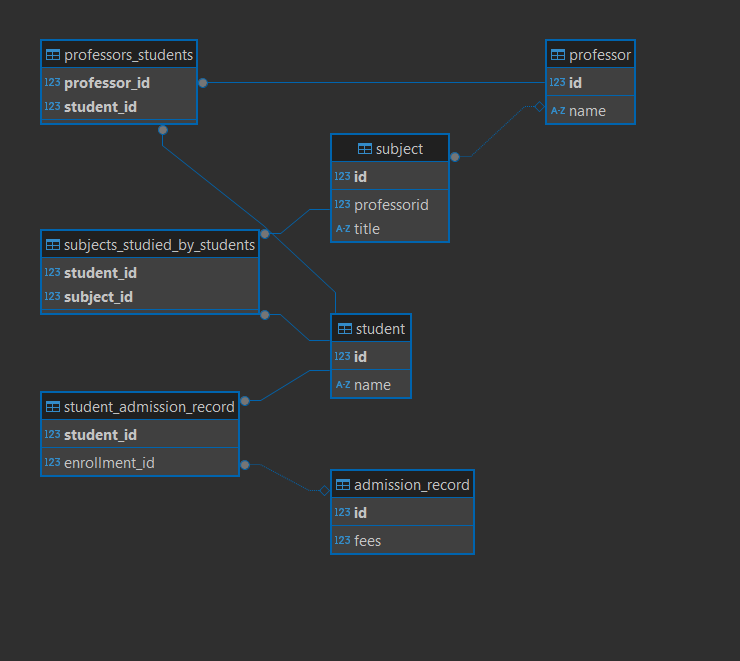 professors_students
123 professor_id
123 student_id
professor
123 id
A-Z name
subject
123 id
123 professorid
A-Z title
subjects_studied_by_students
123 student_id
123 subject_id
student
123 id
A-Z name
student_admission_record
123 student_id
123 enrollment_id
admission_record
123 id
123 fees